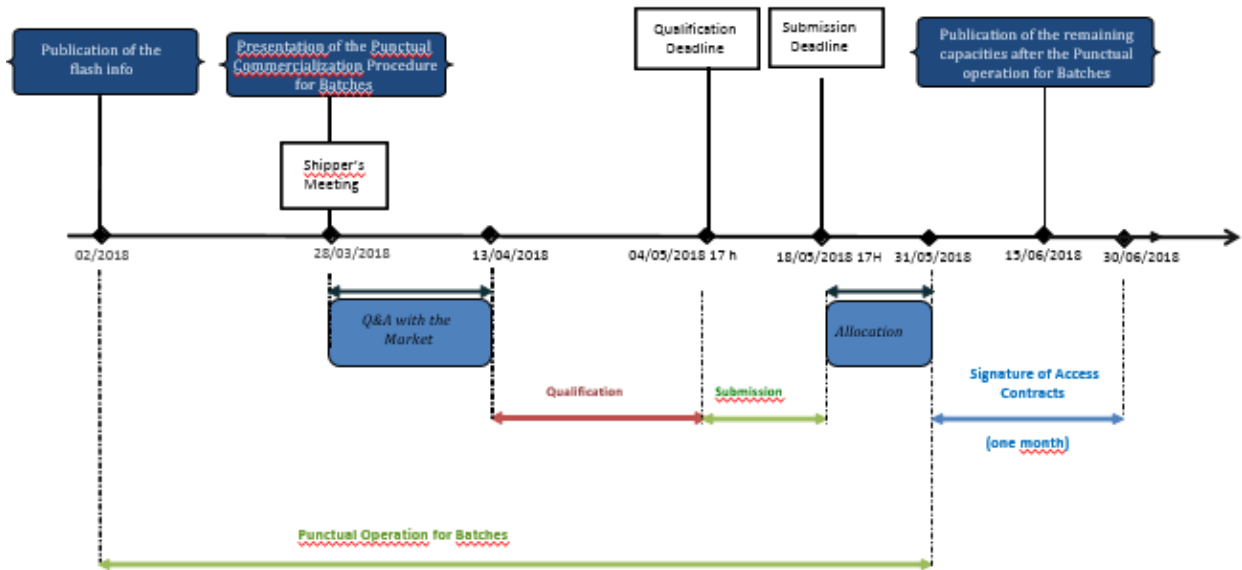 Publication of the
flash info
Presentation of the Punctual
Commercialization Procedure
for Batches
Qualification
Deadline
Submission
Deadline
Publication of the remaining
capacities after the Punctual
operation for Batches
Shipper's
Meeting
02/2018
28/03/2018
13/04/2018
04/05/2018 17 h
18/05/2018 17H
31/05/2018
15/06/2018
30/06/2018
Q&A with the
Market
Allocation
Qualification
Submission
Signature of Access
Contracts
(one month)
Punctual Operation for Batches